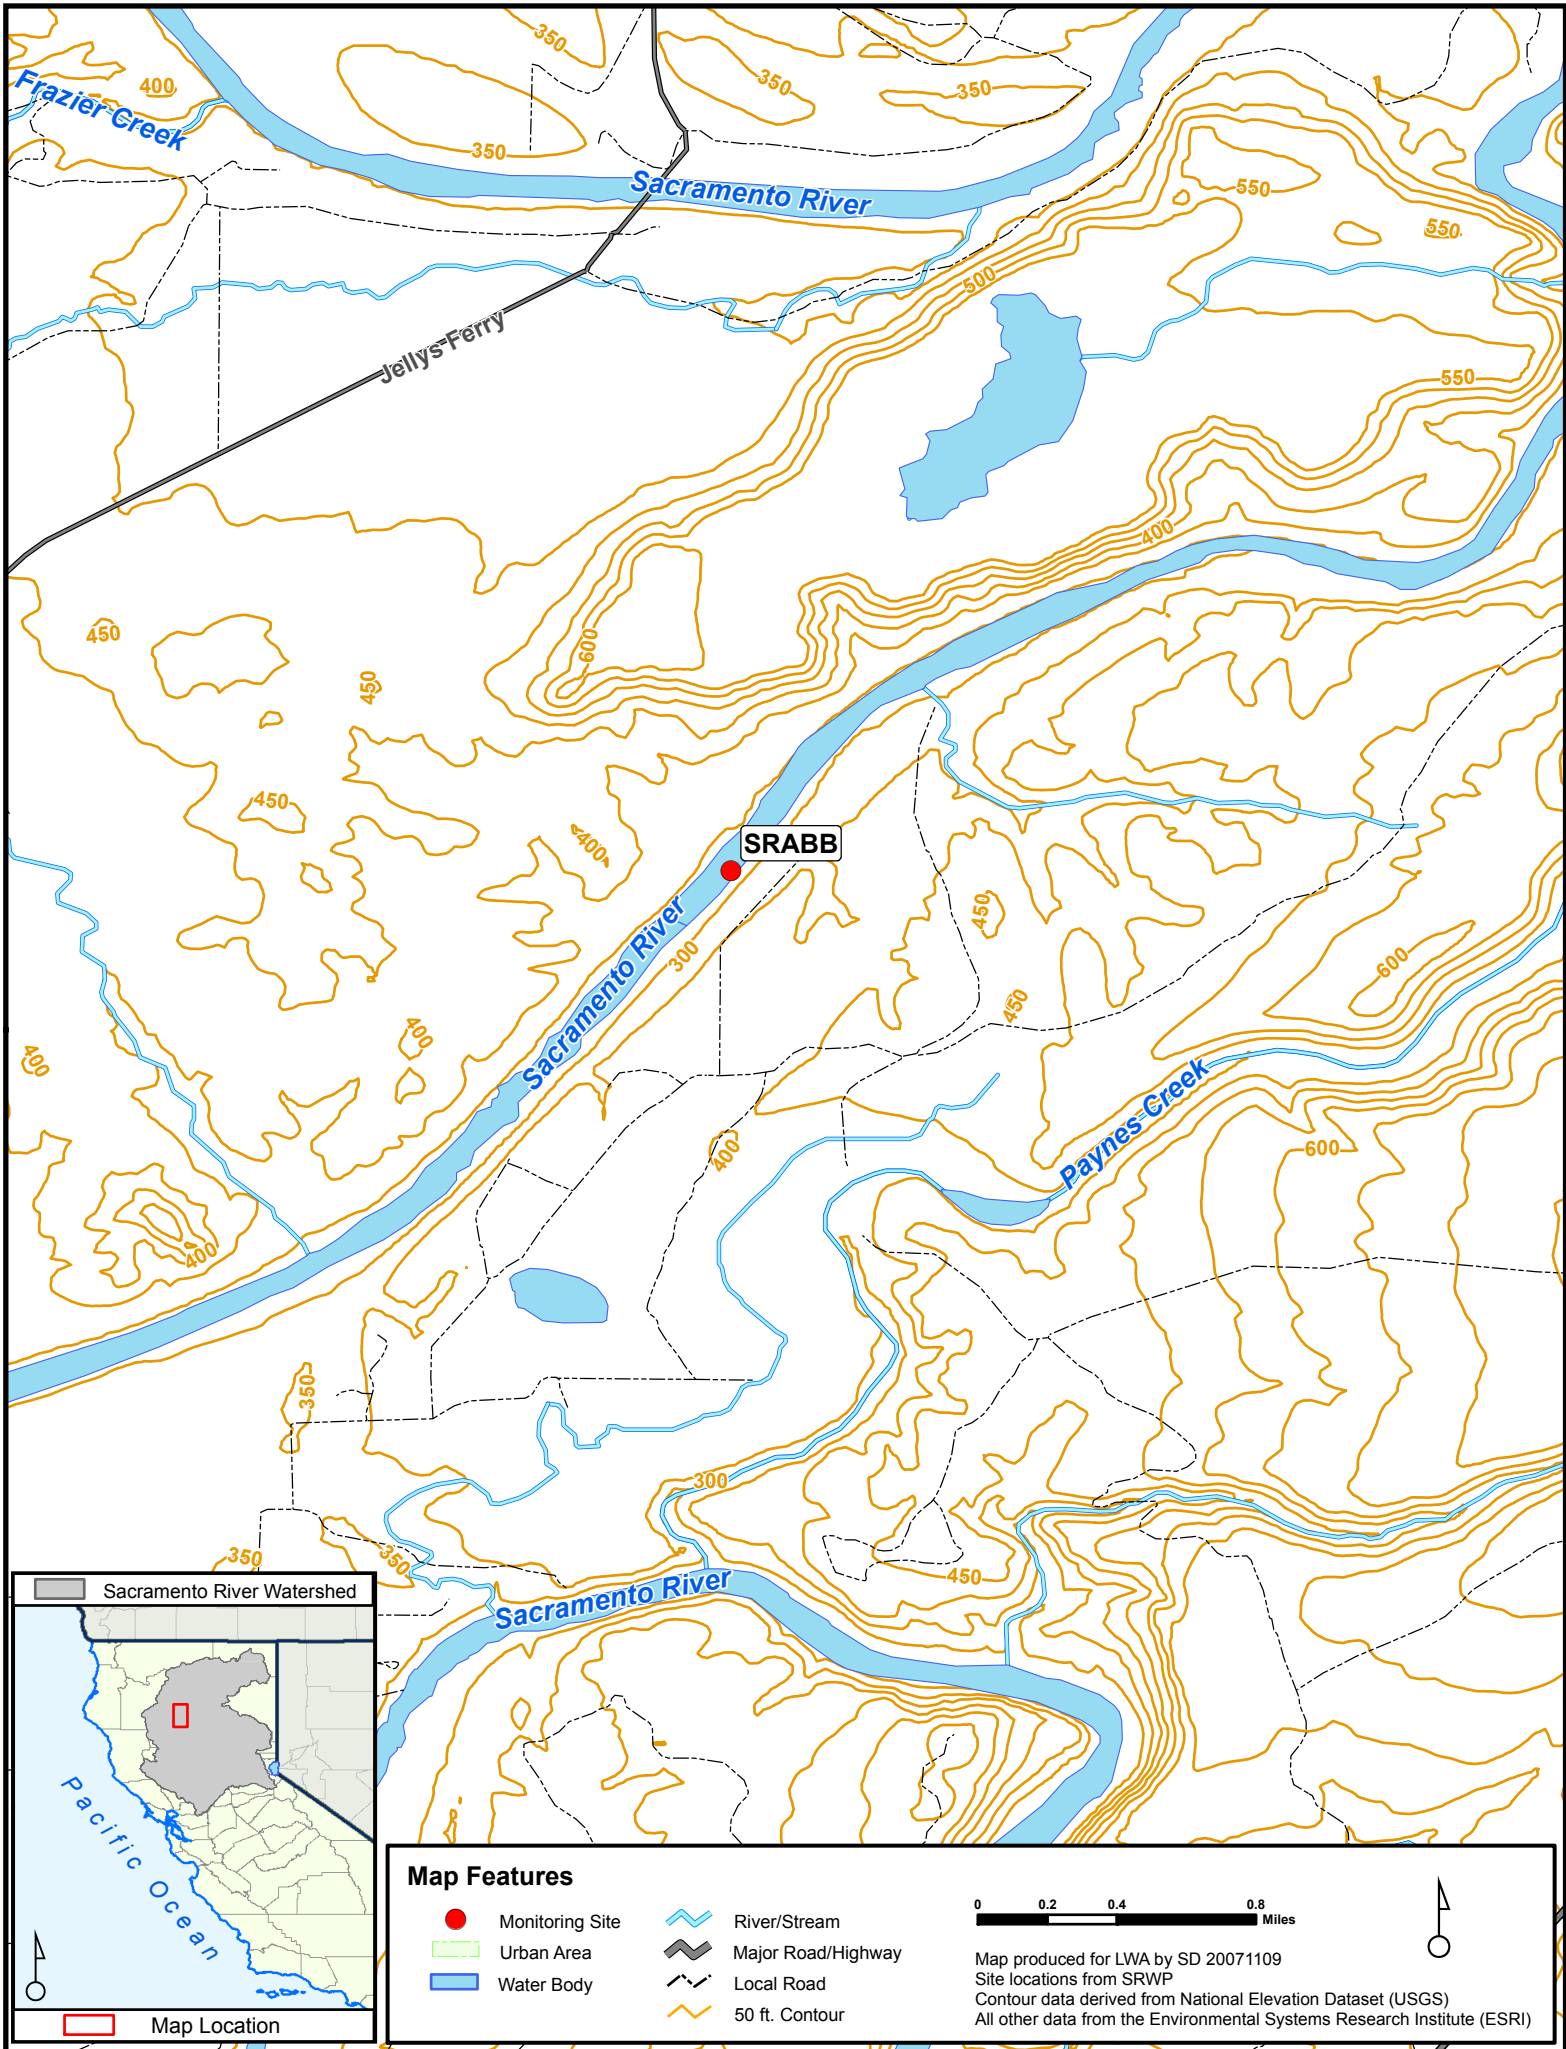 350
Frazier Creek
400
350
350
350
Sacramento River
550
550
500
Jellys Ferry
550
400
450
600
450
450
400
SRABB
450
Sacramento River
300
600
450
400
400
Paynes Creek
400
600
400
350
300
350
350
450
Sacramento River
Sacramento River Watershed
Pacific Ocean
Map Location
Map Features
Monitoring Site
Urban Area
Water Body
River/Stream
Major Road/Highway
Local Road
50 ft. Contour
0 0.2 0.4 0.8
Miles
Map produced for LWA by SD 20071109
Site locations from SRWP
Contour data derived from National Elevation Dataset (USGS)
All other data from the Environmental Systems Research Institute (ESRI)